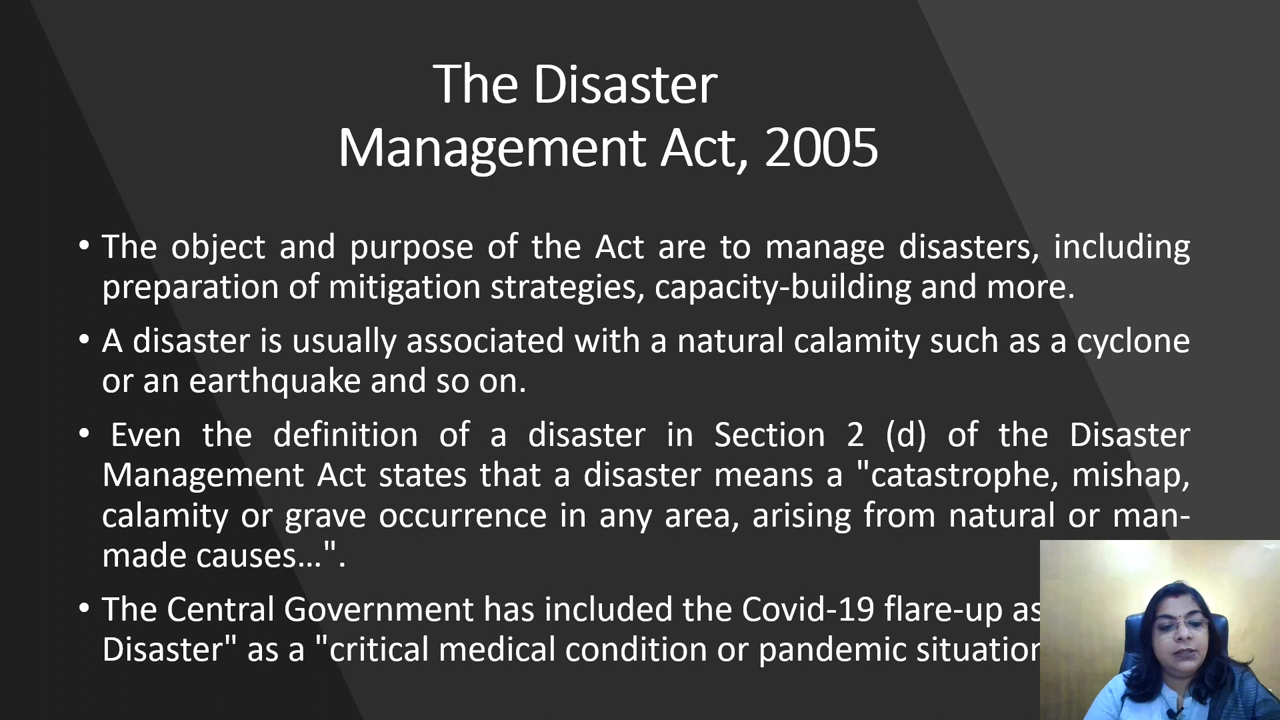 The Disaster
Management Act, 2005
• The object and purpose of the Act are to manage disasters, including
preparation of mitigation strategies, capacity-building and more.
• A disaster is usually associated with a natural calamity such as a cyclone
or an earthquake and so on.
• Even the definition of a disaster in Section 2 (d) of the Disaster
Management Act states that a disaster means a "catastrophe, mishap,
calamity or grave occurrence in any area, arising from natural or man-
made causes…".
• The Central Government has included the Covid-19 flare-up as
Disaster" as a "critical medical condition or pandemic situation